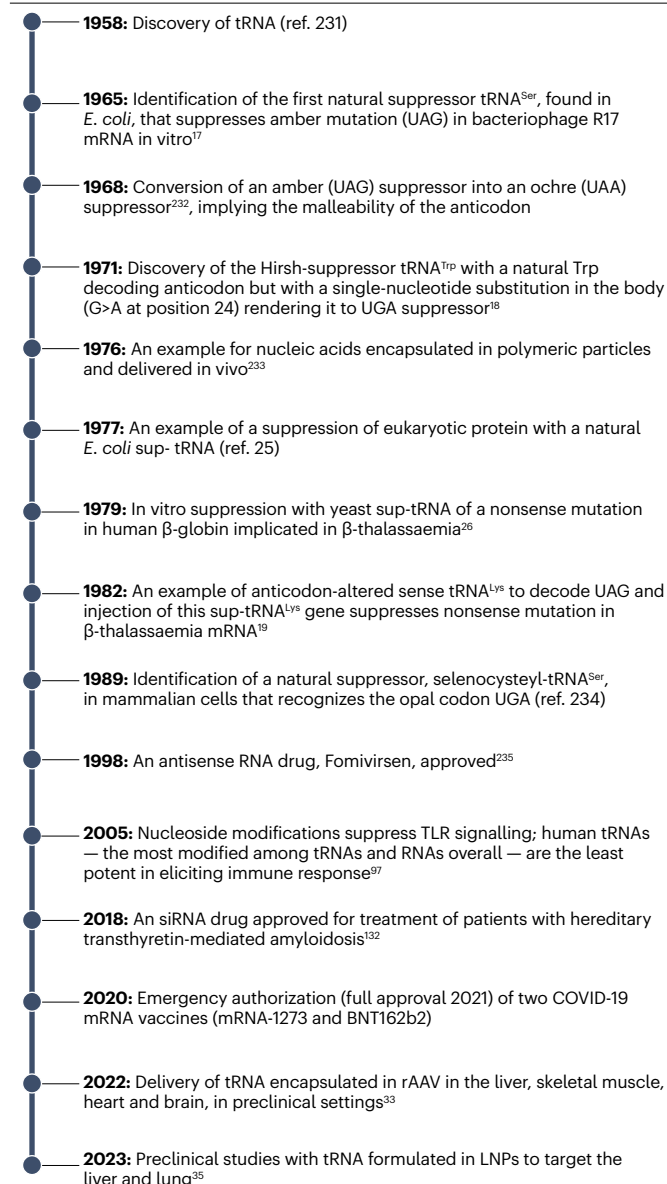 1958: Discovery of tRNA (ref. 231)
1965: Identification of the first natural suppressor tRNASer, found in
E. coli, that suppresses amber mutation (UAG) in bacteriophage R17
mRNA in vitro17
1968: Conversion of an amber (UAG) suppressor into an ochre (UAA)
suppressor232, implying the malleability of the anticodon
1971: Discovery of the Hirsh-suppressor tRNATrp with a natural Trp
decoding anticodon but with a single-nucleotide substitution in the body
(G>A at position 24) rendering it to UGA suppressor18
1976: An example for nucleic acids encapsulated in polymeric particles
and delivered in vivo233
1977: An example of a suppression of eukaryotic protein with a natural
E. coli sup- tRNA (ref. 25)
1979: In vitro suppression with yeast sup-tRNA of a nonsense mutation
in human β-globin implicated in β-thalassaemia26
1982: An example of anticodon-altered sense tRNALys to decode UAG and
injection of this sup-tRNALys gene suppresses nonsense mutation in
β-thalassaemia mRNA19
1989: Identification of a natural suppressor, selenocysteyl-tRNASer,
in mammalian cells that recognizes the opal codon UGA (ref. 234)
1998: An antisense RNA drug, Fomivirsen, approved235
2005: Nucleoside modifications suppress TLR signalling; human tRNAs
— the most modified among tRNAs and RNAs overall — are the least
potent in eliciting immune response97
2018: An siRNA drug approved for treatment of patients with hereditary
transthyretin-mediated amyloidosis132
2020: Emergency authorization (full approval 2021) of two COVID-19
mRNA vaccines (mRNA-1273 and BNT162b2)
2022: Delivery of tRNA encapsulated in rAAV in the liver, skeletal muscle,
heart and brain, in preclinical settings33
2023: Preclinical studies with tRNA formulated in LNPs to target the
liver and lung35